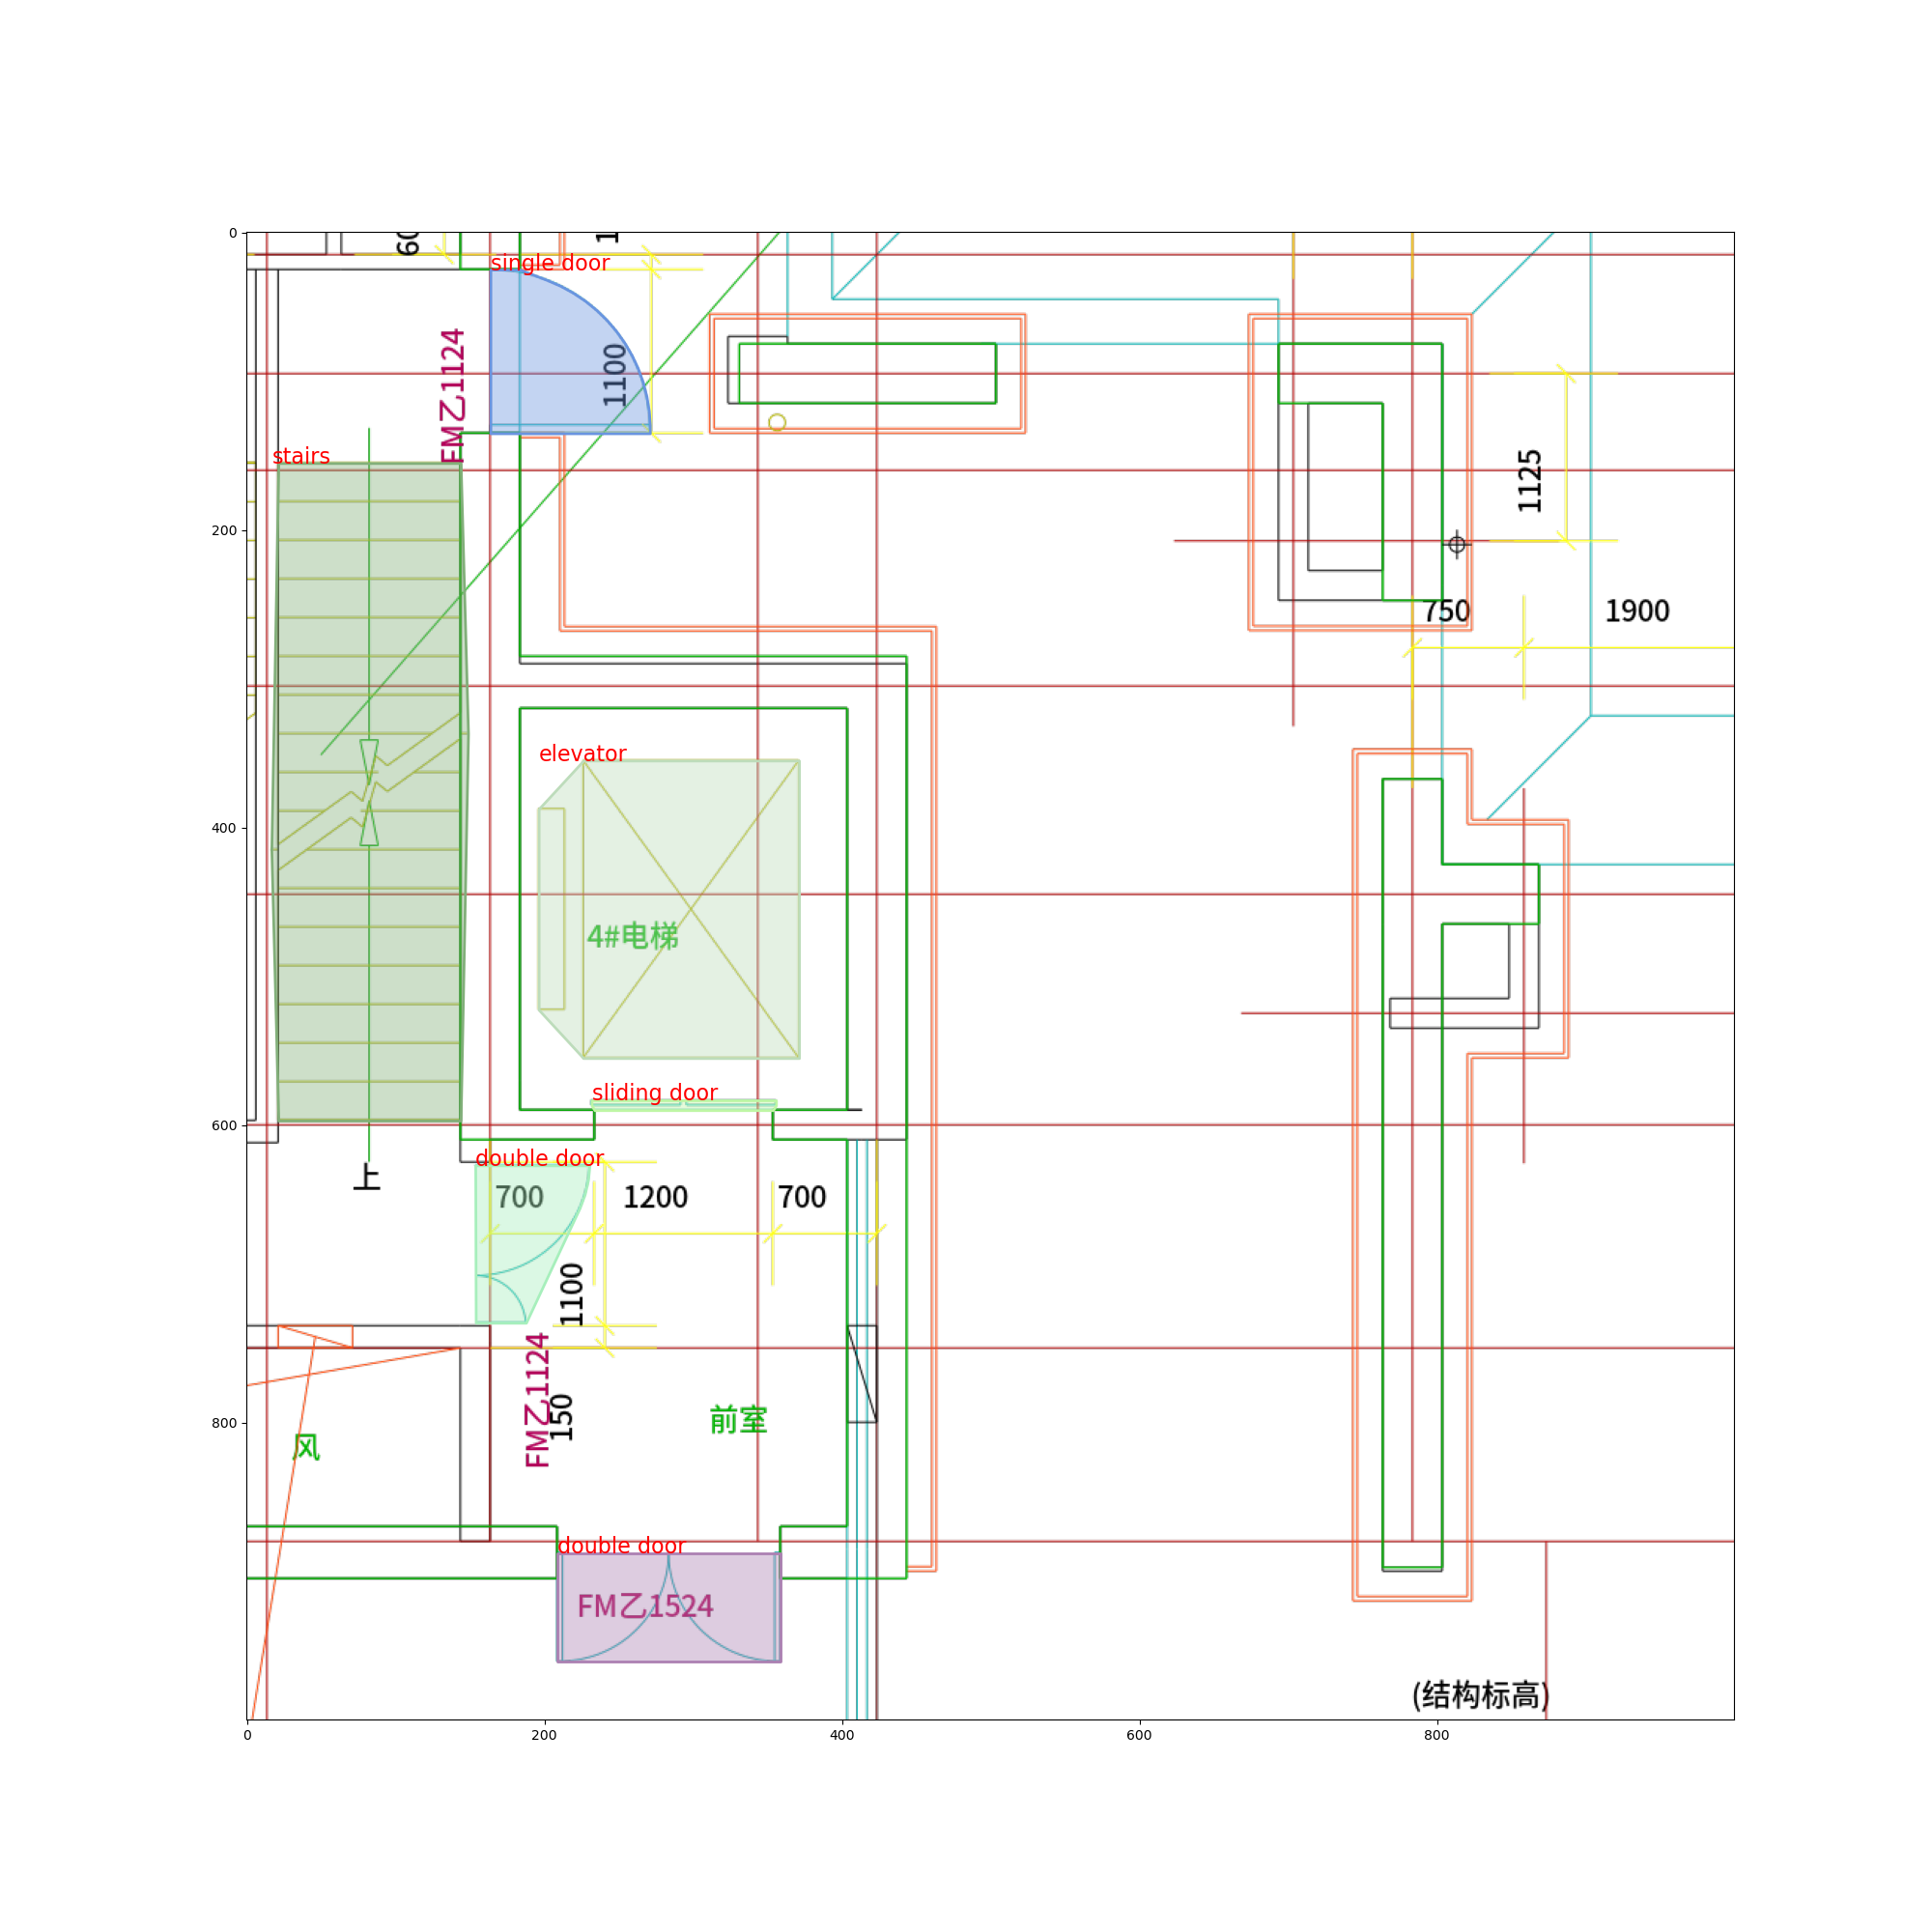 0
single door
FM乙1124
1100
stairs
200
1125
750
1900
elevator
400
4#电梯
sliding door
600
double door
上
700
1200
700
1100
FM乙1124
150
800
前室
风
double door
FM乙1524
(结构标高)
0
200
400
600
800